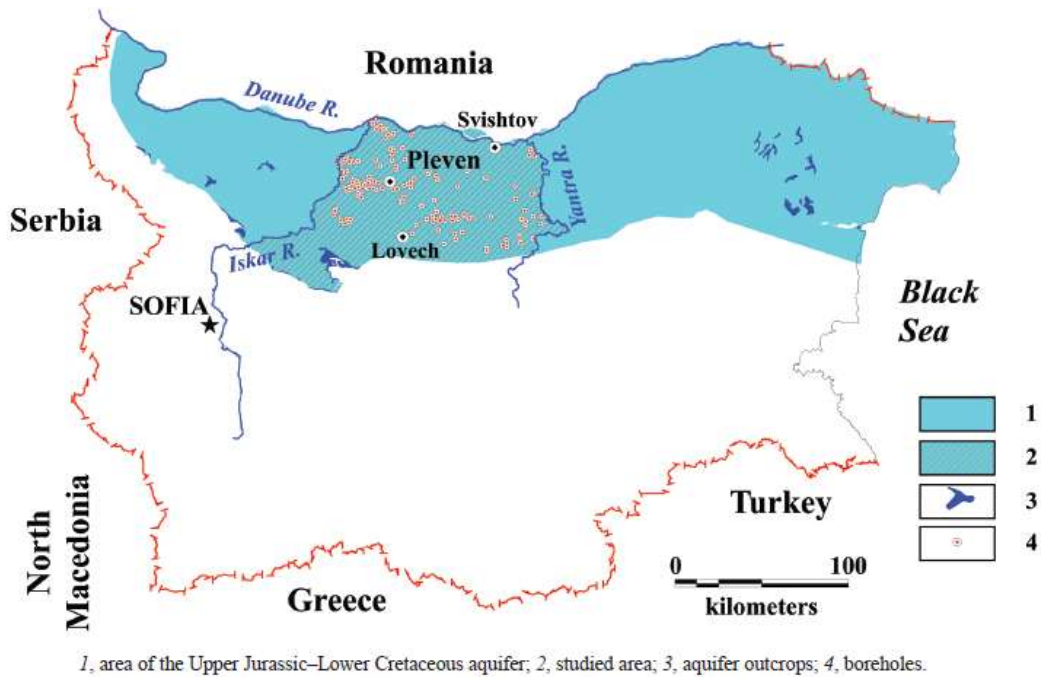 Romania
Danube R.
Svishtov
Pleven
Yantra R.
Serbia
Iskar R.
Lovech
SOFIA
Black
Sea
1
2
3
4
North
Macedonia
Turkey
Greece
0 100
kilometers
1, area of the Upper Jurassic–Lower Cretaceous aquifer; 2, studied area; 3, aquifer outcrops; 4, boreholes.